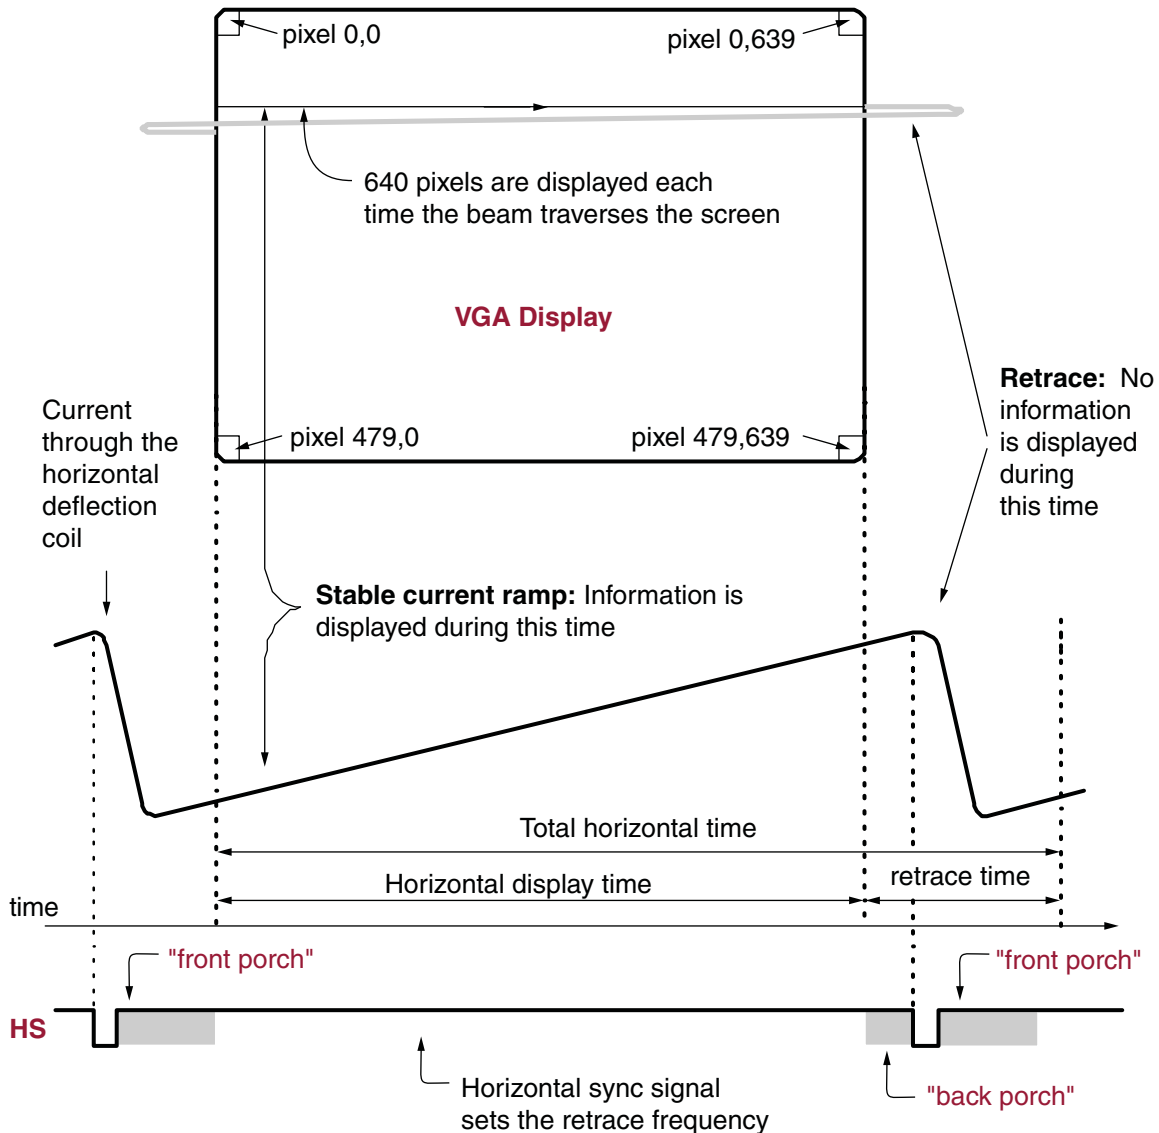 pixel 0,0
pixel 0,639
640 pixels are displayed each
time the beam traverses the screen
VGA Display
Retrace: No
information
is displayed
during
this time
Current
through the
horizontal
deflection
coil
pixel 479,0
pixel 479,639
Stable current ramp: Information is
displayed during this time
Total horizontal time
Horizontal display time
retrace time
time
"front porch"
"front porch"
HS
Horizontal sync signal
sets the retrace frequency
"back porch"